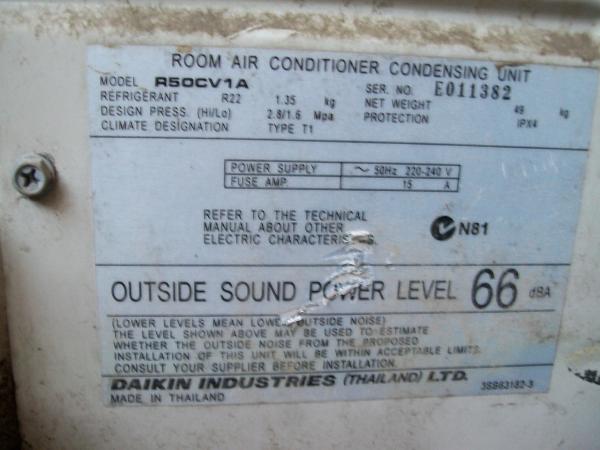 ROOM AIR CONDITIONER CONDENSING UNIT
MODEL R50CV1A SER. NO. E011382
REFRIGERANT R22 1.35 kg NET WEIGHT 49 kg
DESIGN PRESS. (Hi/Lo) 2.8/1.6 Mpa PROTECTION IPX4
CLIMATE DESIGNATION TYPE T1
POWER SUPPLY ~ 50Hz 220-240 V
FUSE AMP. 15 A
REFER TO THE TECHNICAL
MANUAL ABOUT OTHER
ELECTRIC CHARACTERISTICS.
N81
OUTSIDE SOUND POWER LEVEL 66 dBA
(LOWER LEVELS MEAN LOWER OUTSIDE NOISE)
THE LEVEL SHOWN ABOVE MAY BE USED TO ESTIMATE
WHETHER THE OUTSIDE NOISE FROM THE PROPOSED
INSTALLATION OF THIS UNIT WILL BE WITHIN ACCEPTABLE LIMITS.
CONSULT YOUR SUPPLIER BEFORE INSTALLATION.
DAIKIN INDUSTRIES (THAILAND) LTD.
MADE IN THAILAND 3SB63182-3